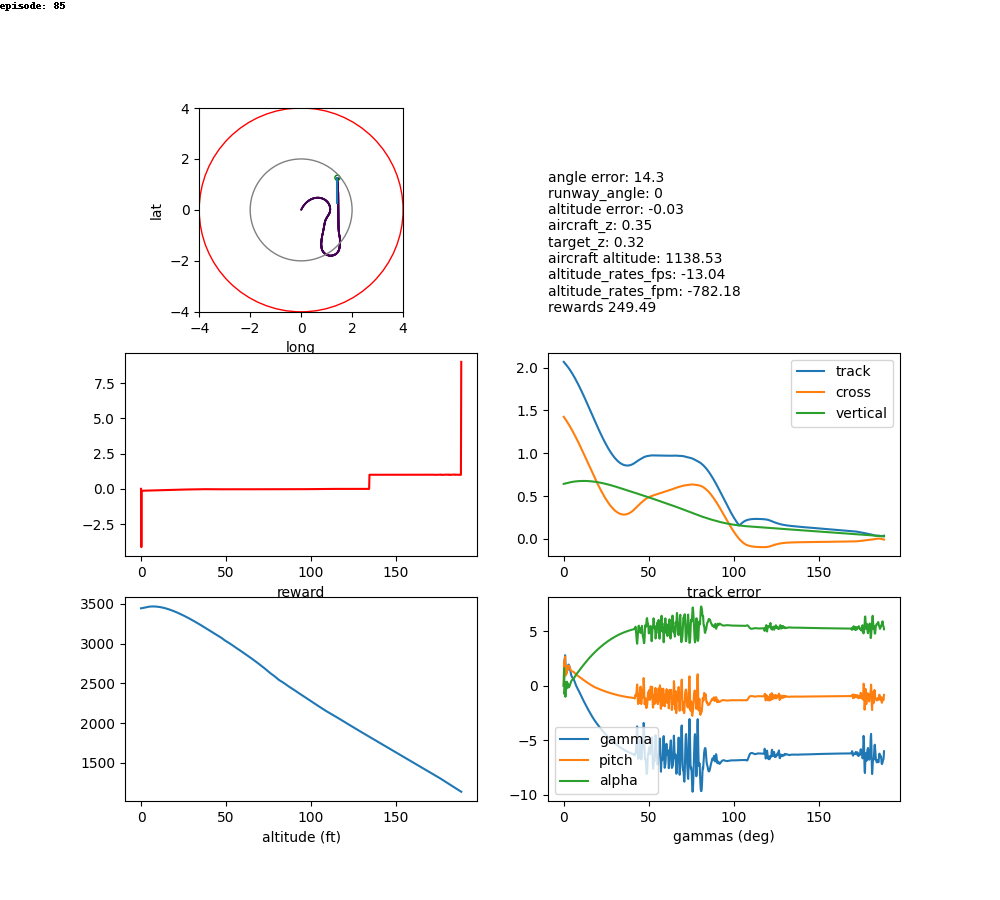 episode: 85
4
2
0
−2
−4
lat
−4 −2 0 2 4
long
angle error: 14.3
runway_angle: 0
altitude error: -0.03
aircraft_z: 0.35
target_z: 0.32
aircraft altitude: 1138.53
altitude_rates_fps: -13.04
altitude_rates_fpm: -782.18
rewards 249.49
7.5
5.0
2.5
0.0
−2.5
0 50 100 150
reward
2.0
1.5
1.0
0.5
0.0
track
cross
vertical
0 50 100 150
track error
3500
3000
2500
2000
1500
0 50 100 150
altitude (ft)
5
0
−5
−10
gamma
pitch
alpha
0 50 100 150
gammas (deg)